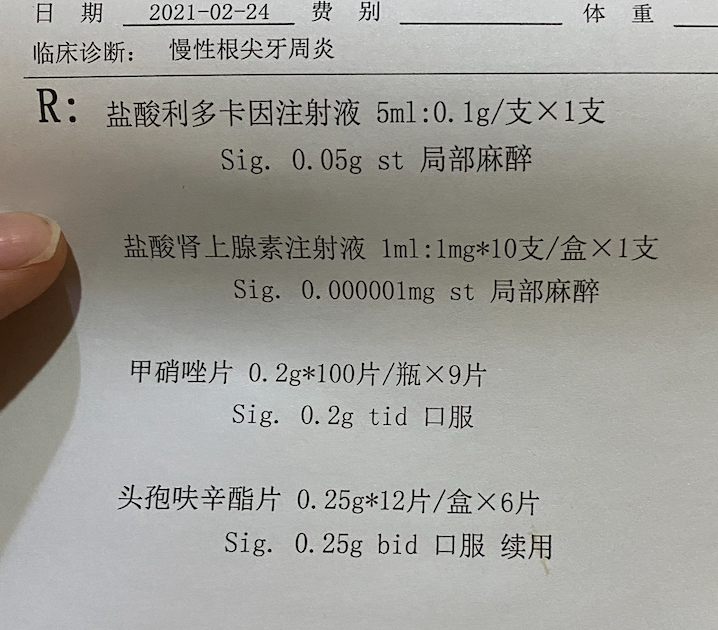 日 期 2021-02-24 费 别 体 重
临床诊断： 慢性根尖牙周炎
R: 盐酸利多卡因注射液 5ml:0.1g/支×1支
Sig. 0.05g st 局部麻醉
盐酸肾上腺素注射液 1ml:1mg*10支/盒×1支
Sig. 0.000001mg st 局部麻醉
甲硝唑片 0.2g*100片/瓶×9片
Sig. 0.2g tid 口服
头孢呋辛酯片 0.25g*12片/盒×6片
Sig. 0.25g bid 口服 续用